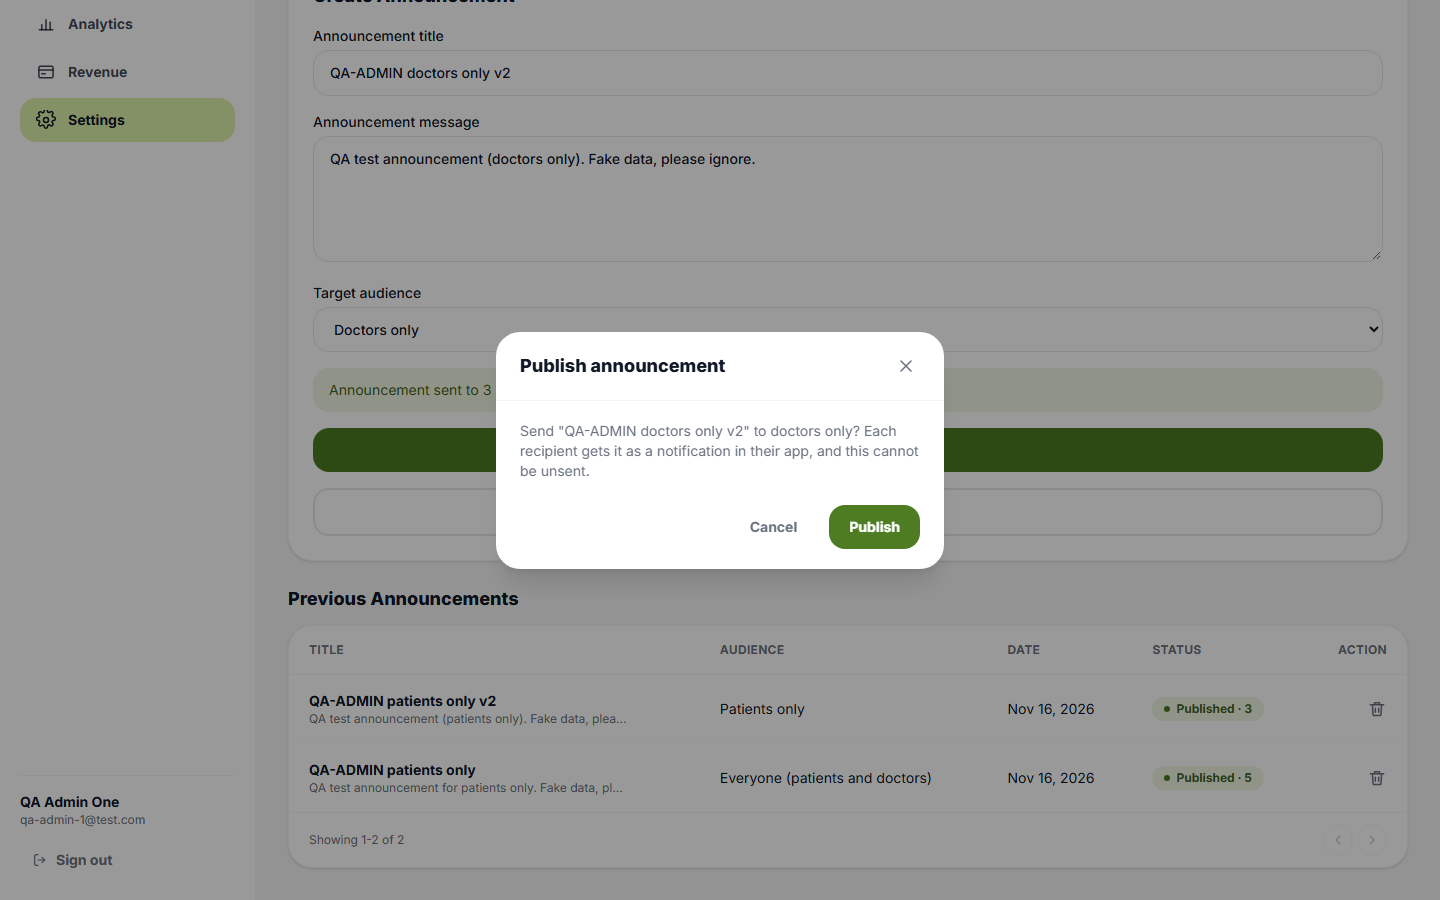 Analytics
Revenue
Settings
Announcement title
QA-ADMIN doctors only v2
Announcement message
QA test announcement (doctors only). Fake data, please ignore.
Target audience
Doctors only
Announcement sent to 3
Publish announcement
Send "QA-ADMIN doctors only v2" to doctors only? Each
recipient gets it as a notification in their app, and this cannot
be unsent.
Cancel
Publish
Previous Announcements
TITLE AUDIENCE DATE STATUS ACTION
QA-ADMIN patients only v2
QA test announcement (patients only). Fake data, plea...
Patients only
Nov 16, 2026
Published · 3
QA-ADMIN patients only
QA test announcement for patients only. Fake data, pl...
Everyone (patients and doctors)
Nov 16, 2026
Published · 5
Showing 1-2 of 2
QA Admin One
qa-admin-1@test.com
Sign out